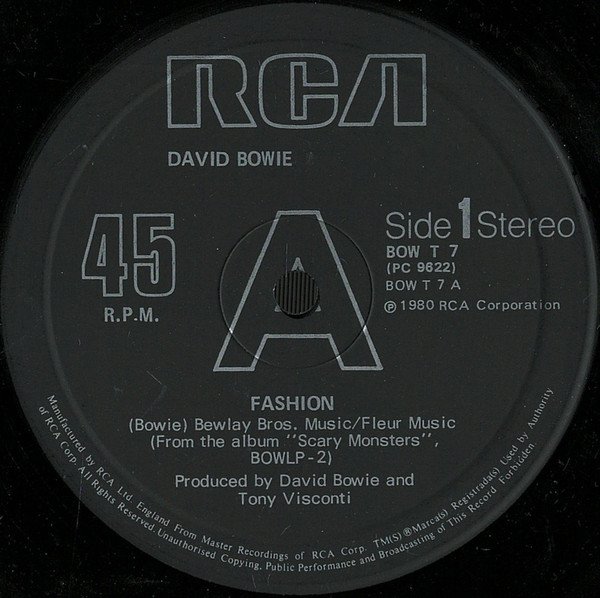 RCA
DAVID BOWIE
45
R.P.M.
A
Side 1 Stereo
BOW T 7
(PC 9622)
BOW T 7 A
℗ 1980 RCA Corporation
FASHION
(Bowie) Bewlay Bros. Music/Fleur Music
(From the album "Scary Monsters",
BOWLP-2)
Produced by David Bowie and
Tony Visconti
Manufactured by RCA Ltd. England From Master Recordings of RCA Corp. TM(S)®Marca(s) Registrada(s) Used by Authority
of RCA Corp. All Rights Reserved Unauthorised Copying, Public Performance and Broadcasting of This Record Forbidden.